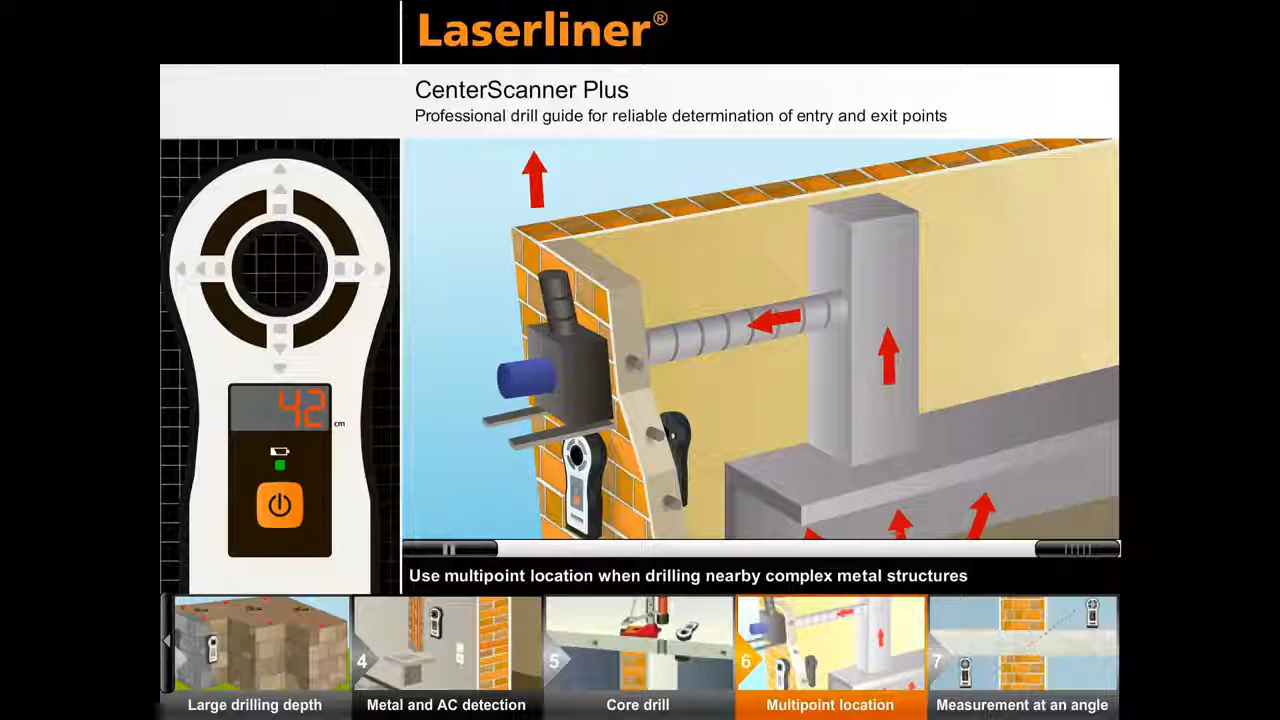 Laserliner®
CenterScanner Plus
Professional drill guide for reliable determination of entry and exit points
42
cm
Use multipoint location when drilling nearby complex metal structures
4
5
6
7
Large drilling depth
Metal and AC detection
Core drill
Multipoint location
Measurement at an angle